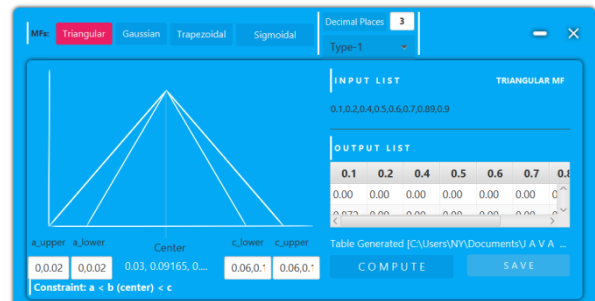 MFs: Triangular Gaussian Trapezoidal Sigmoidal
Decimal Places 3
Type-1
INPUT LIST TRIANGULAR MF
0.1,0.2,0.4,0.5,0.6,0.7,0.89,0.9
OUTPUT LIST
0.1 0.2 0.4 0.5 0.6 0.7
0.00 0.00 0.00 0.00 0.00 0.00
a_upper a_lower Center c_lower c_upper
0,0.02 0,0.02 0.03, 0.09165, 0.... 0.06,0.1 0.06,0.1
Table Generated [C:\Users\NY\Documents\J A V A ...
COMPUTE SAVE
Constraint: a < b (center) < c